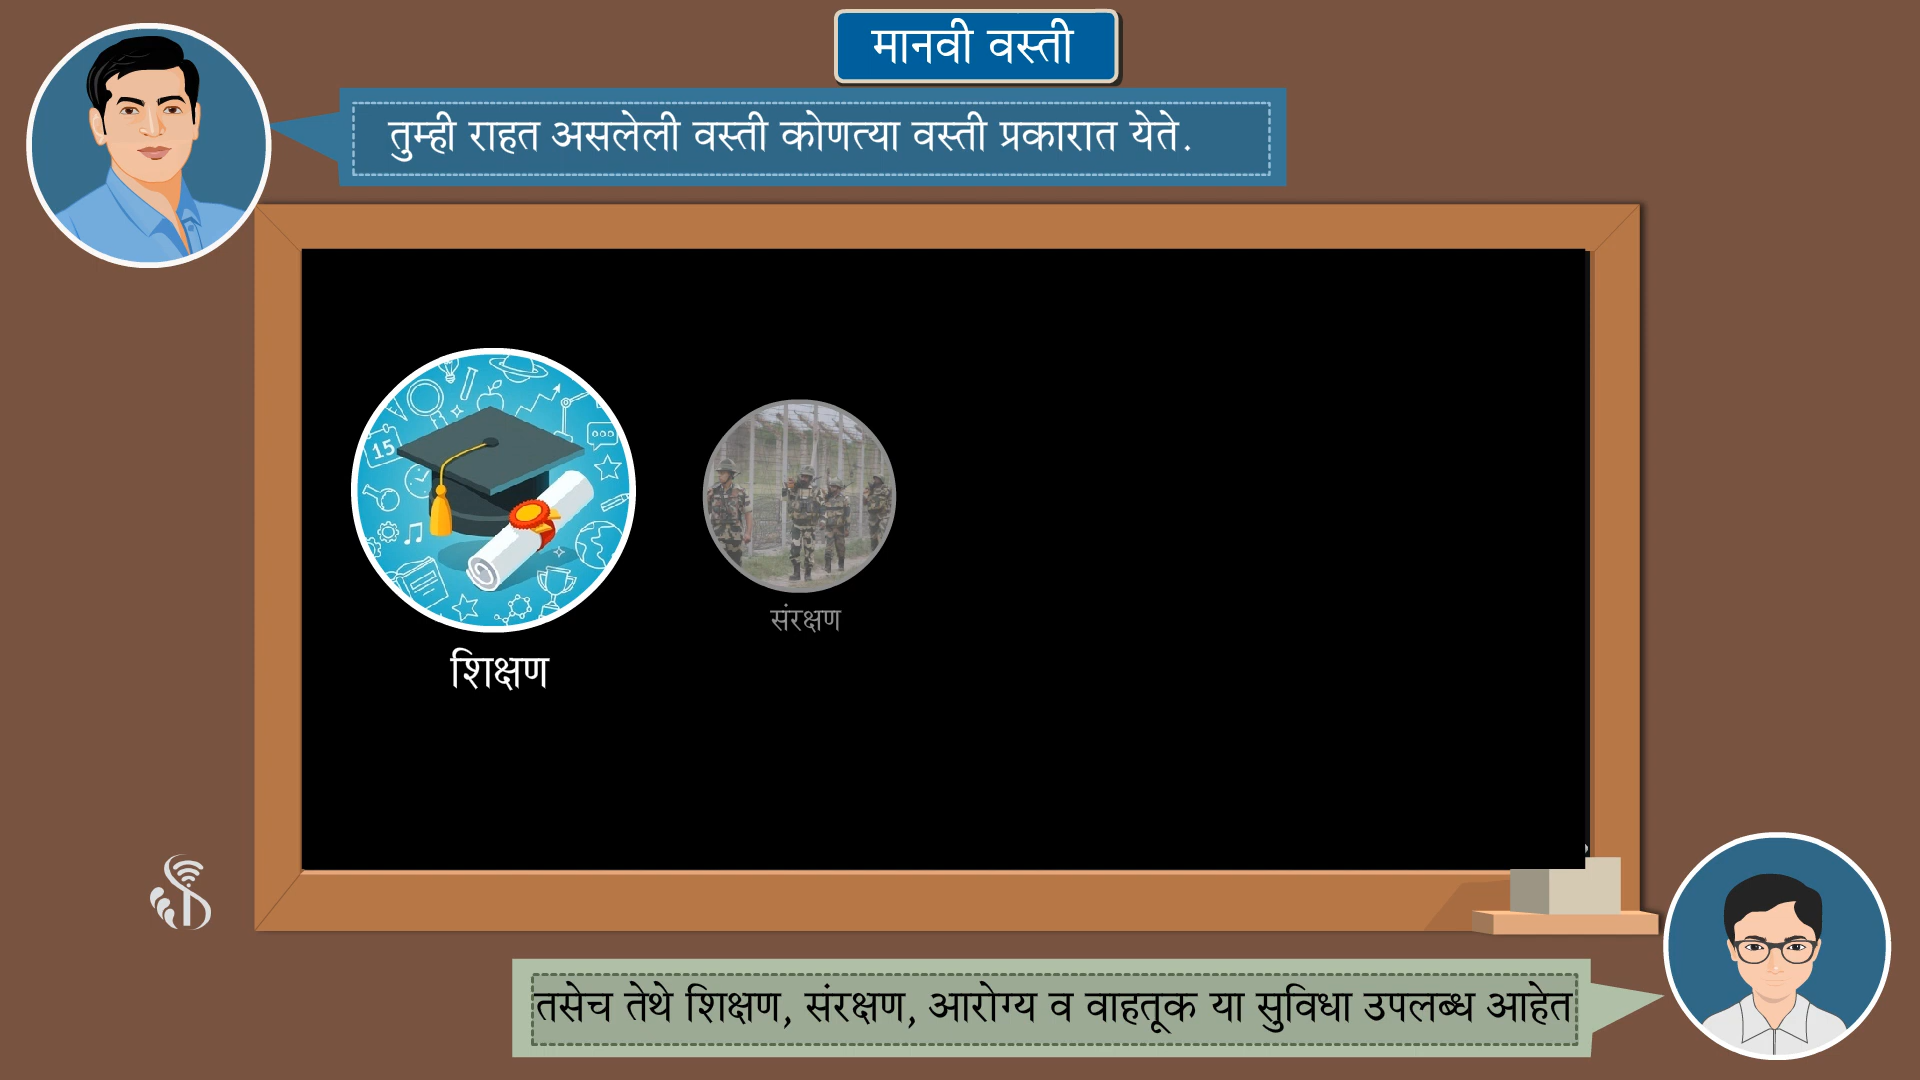 मानवी वस्ती
तुम्ही राहत असलेली वस्ती कोणत्या वस्ती प्रकारात येते.
15
संरक्षण
शिक्षण
तसेच तेथे शिक्षण, संरक्षण, आरोग्य व वाहतूक या सुविधा उपलब्ध आहेत